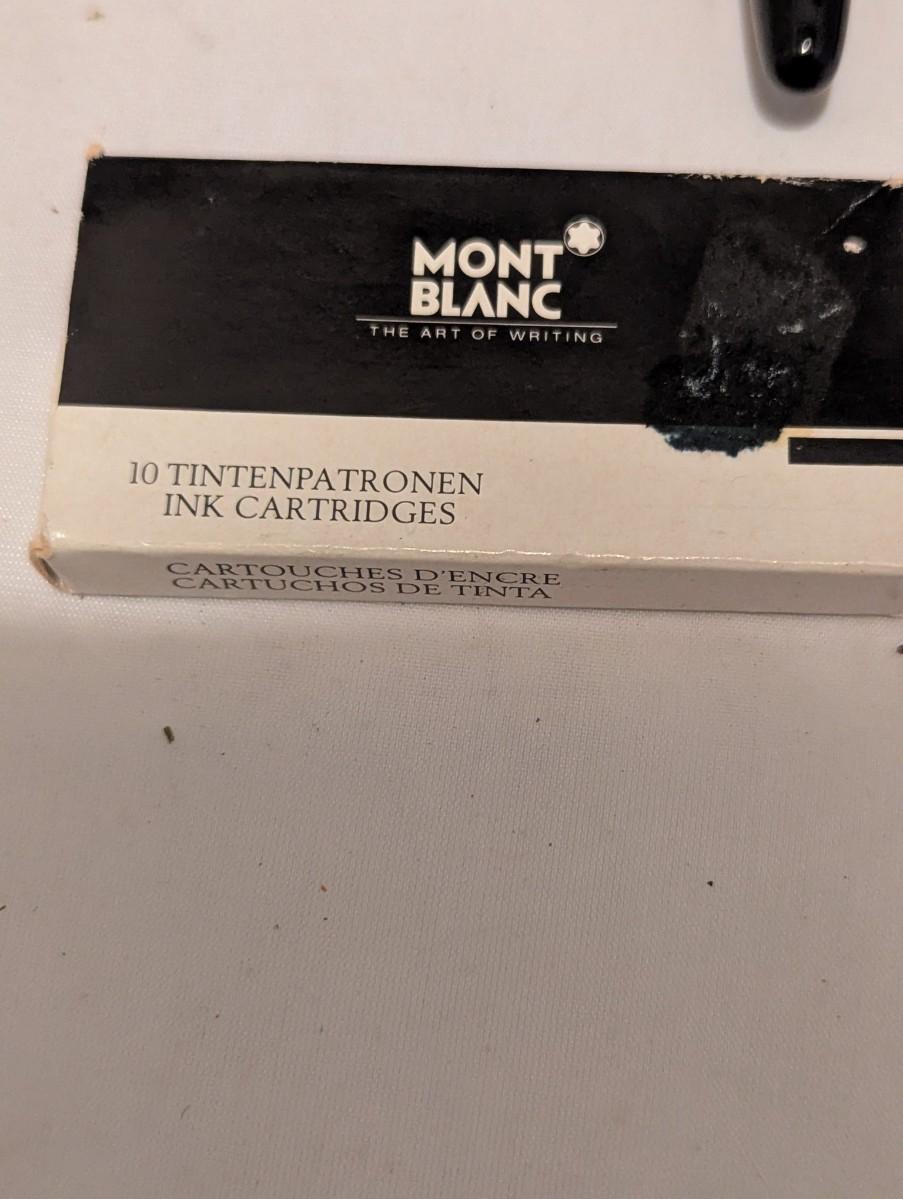 MONT
BLANC
THE ART OF WRITING
10 TINTENPATRONEN
INK CARTRIDGES
CARTOUCHES D'ENCRE
CARTUCHOS DE TINTA